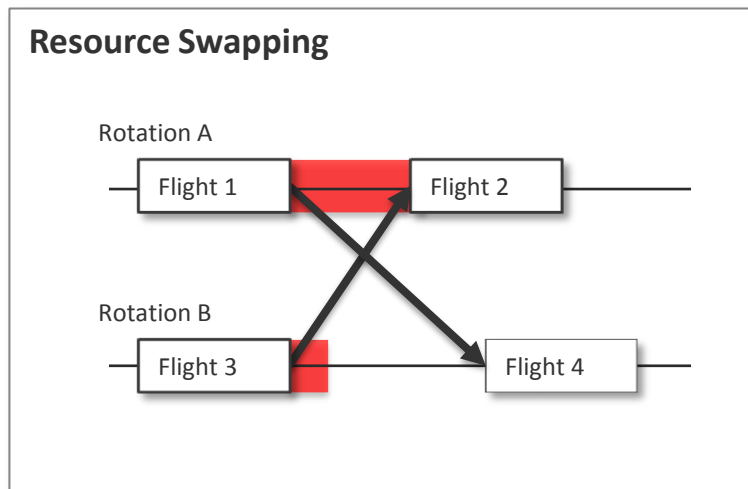 Resource Swapping
Rotation A
Flight 1
Flight 2
Rotation B
Flight 3
Flight 4